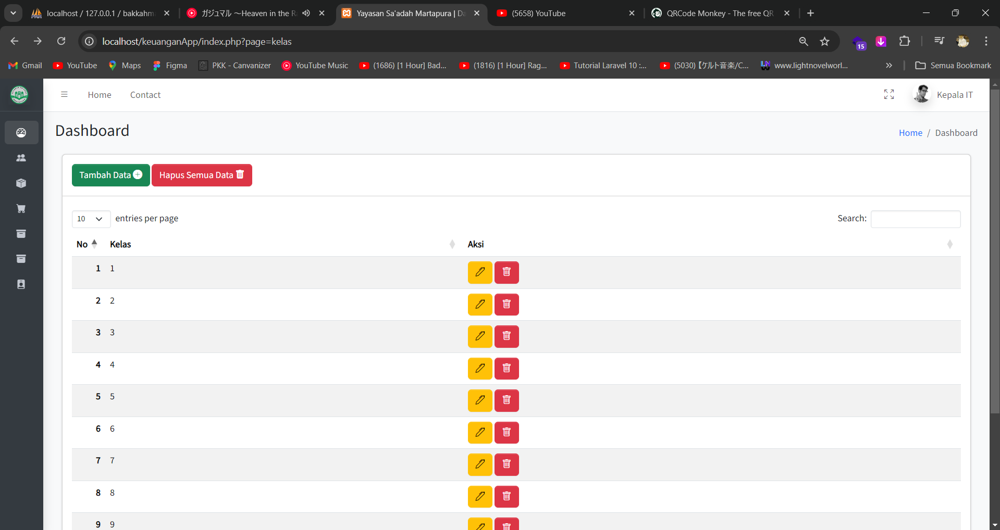 localhost / 127.0.0.1 / bakkahm
ガジュマル ～Heaven in the Ra
Yayasan Sa'adah Martapura | Da
(5658) YouTube
QRCode Monkey - The free QR
localhost/keuanganApp/index.php?page=kelas
15
Gmail
YouTube
Maps
Figma
PKK - Canvanizer
YouTube Music
(1686) [1 Hour] Bad...
(1816) [1 Hour] Rag...
Tutorial Laravel 10 :...
(5030) 【ケルト音楽/C...
www.lightnovelworl...
Semua Bookmark
Home
Contact
Kepala IT
Dashboard
Home / Dashboard
Tambah Data
Hapus Semua Data
10 entries per page
Search:
No Kelas Aksi
1 1
2 2
3 3
4 4
5 5
6 6
7 7
8 8
9 9